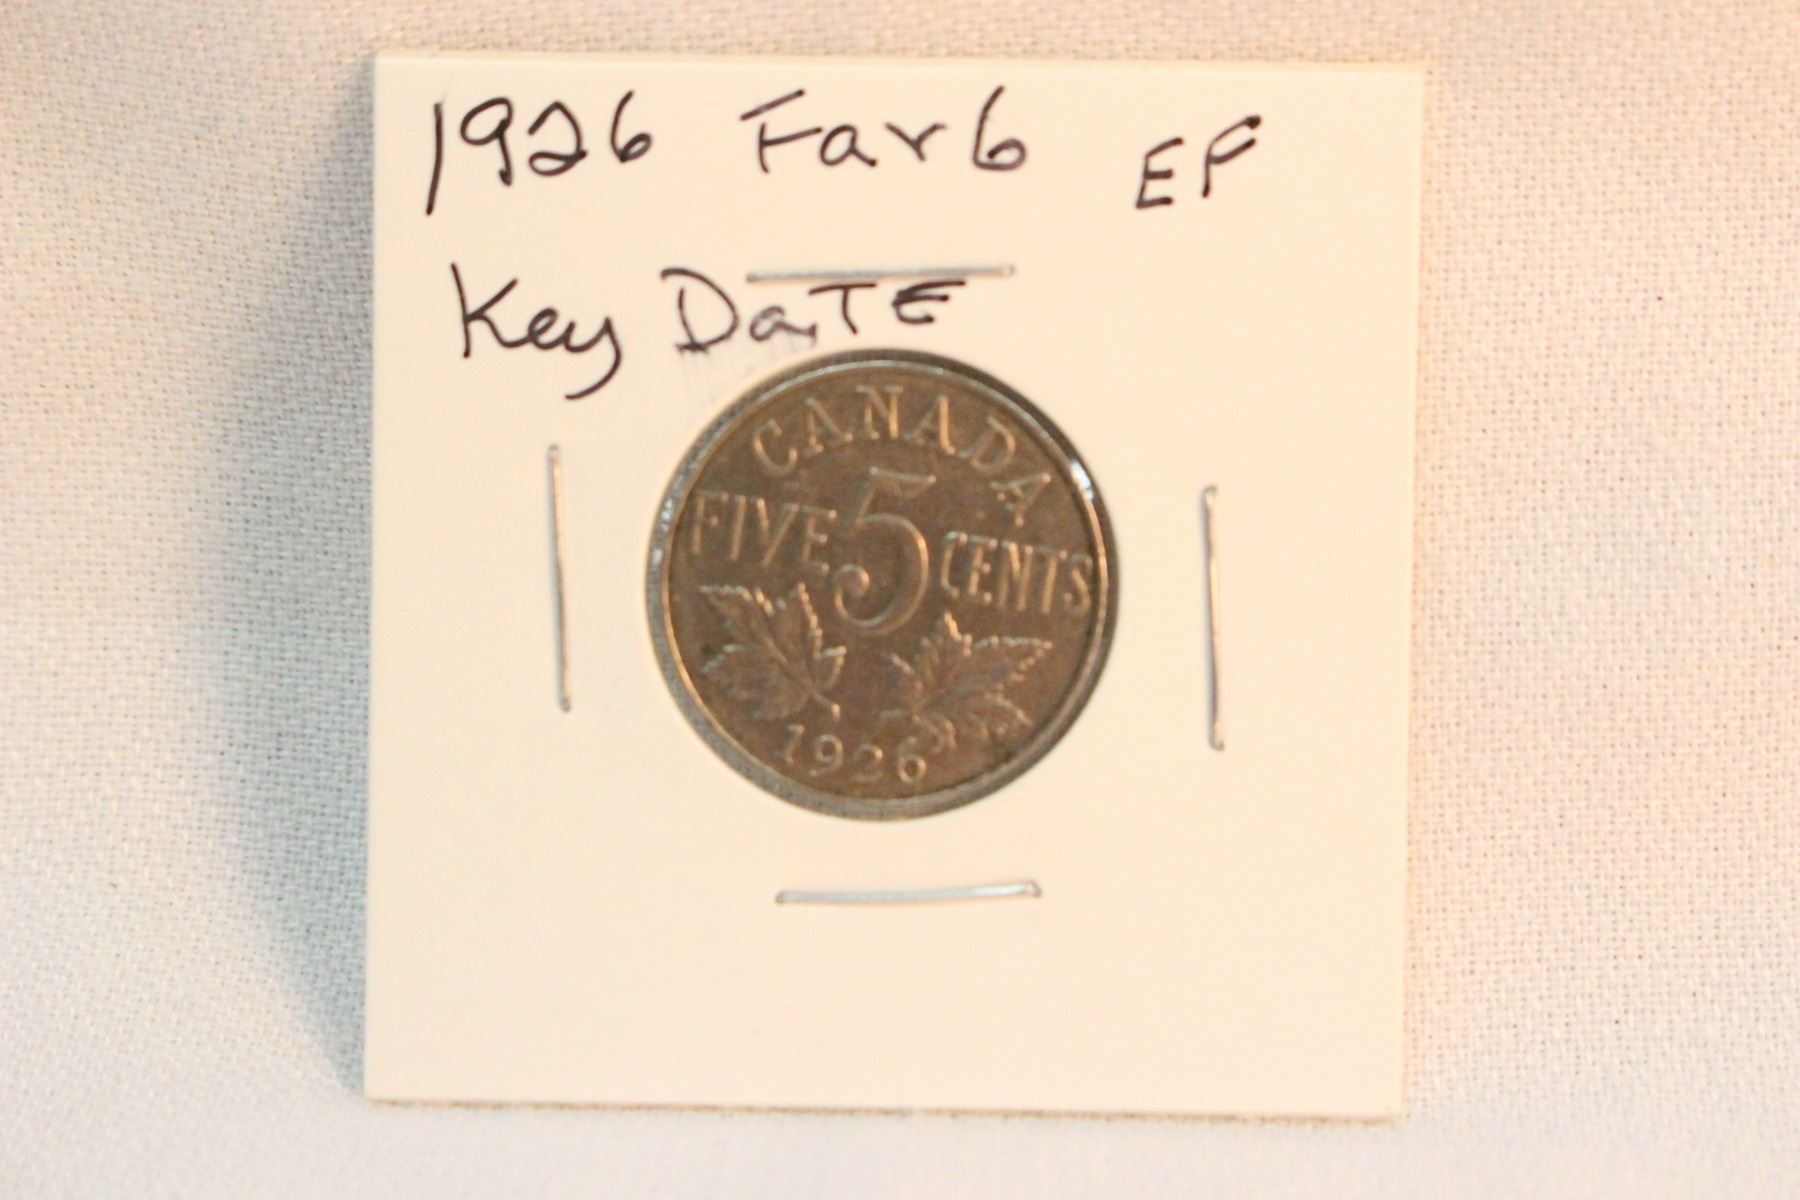 1926 Far 6 EF
Key DaTE
CANADA
FIVE 5 CENTS
1926